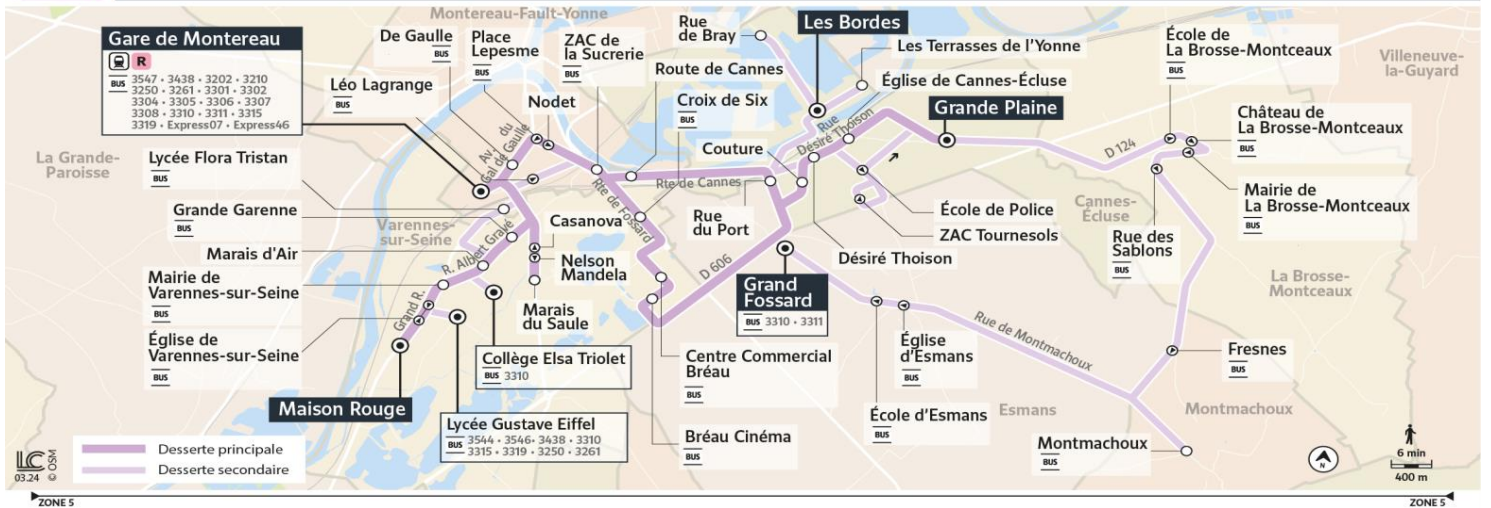 Montereau-Fault-Yonne
Gare de Montereau
R
BUS
3547 • 3438 • 3202 • 3210
3250 • 3261 • 3301 • 3302
3304 • 3305 • 3306 • 3307
3308 • 3310 • 3311 • 3315
3319 • Express07 • Express46
De Gaulle
BUS
Place
Lepesme
BUS
ZAC de
la Sucrerie
BUS
Rue
de Bray
Les Bordes
Les Terrasses de l'Yonne
École de
La Brosse-Montceaux
BUS
Villeneuve-
la-Guyard
Léo Lagrange
BUS
Nodet
Route de Cannes
Croix de Six
BUS
Église de Cannes-Écluse
Grande Plaine
Château de
La Brosse-Montceaux
BUS
La Grande-
Paroisse
Lycée Flora Tristan
BUS
Av. du
Gal de Gaulle
Couture
Rue
Désiré Thoison
D 124
Rte de Cannes
Rte de Fossard
Mairie de
La Brosse-Montceaux
BUS
Grande Garenne
BUS
Varennes-
sur-Seine
Casanova
Rue
du Port
École de Police
ZAC Tournesols
Cannes-
Écluse
Marais d'Air
R. Albert Gravé
Nelson
Mandela
D 606
Désiré Thoison
Rue des
Sablons
BUS
La Brosse-
Montceaux
Mairie de
Varennes-sur-Seine
BUS
Grand R.
Marais
du Saule
Grand
Fossard
BUS 3310 • 3311
Rue de Montmachoux
Église de
Varennes-sur-Seine
BUS
Collège Elsa Triolet
BUS 3310
Centre Commercial
Bréau
BUS
Église
d'Esmans
BUS
Fresnes
BUS
Maison Rouge
Lycée Gustave Eiffel
BUS
3544 • 3546 • 3438 • 3310
3315 • 3319 • 3250 • 3261
Bréau Cinéma
BUS
École d'Esmans
BUS
Esmans
Montmachoux
Montmachoux
BUS
Desserte principale
Desserte secondaire
LC
03.24
© OSM
N
6 min
400 m
ZONE 5
ZONE 5